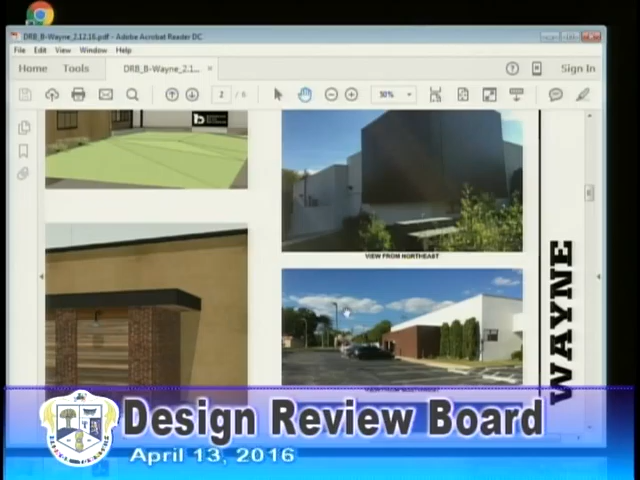 DRB_B-Wayne_2.12.16.pdf - Adobe Acrobat Reader DC
File Edit View Window Help
Home Tools DRB_B-Wayne_2.1... × Sign In
2 / 6 50%
b
VIEW FROM NORTHEAST
WAYNE
Design Review Board
April 13, 2016